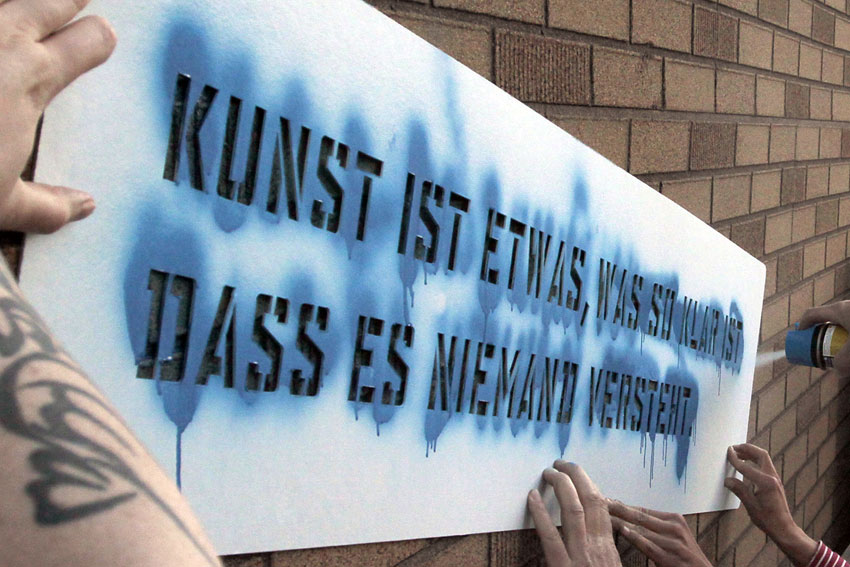 KUNST IST ETWAS, WAS SO KLAR IST
DASS ES NIEMAND VERSTEHT.